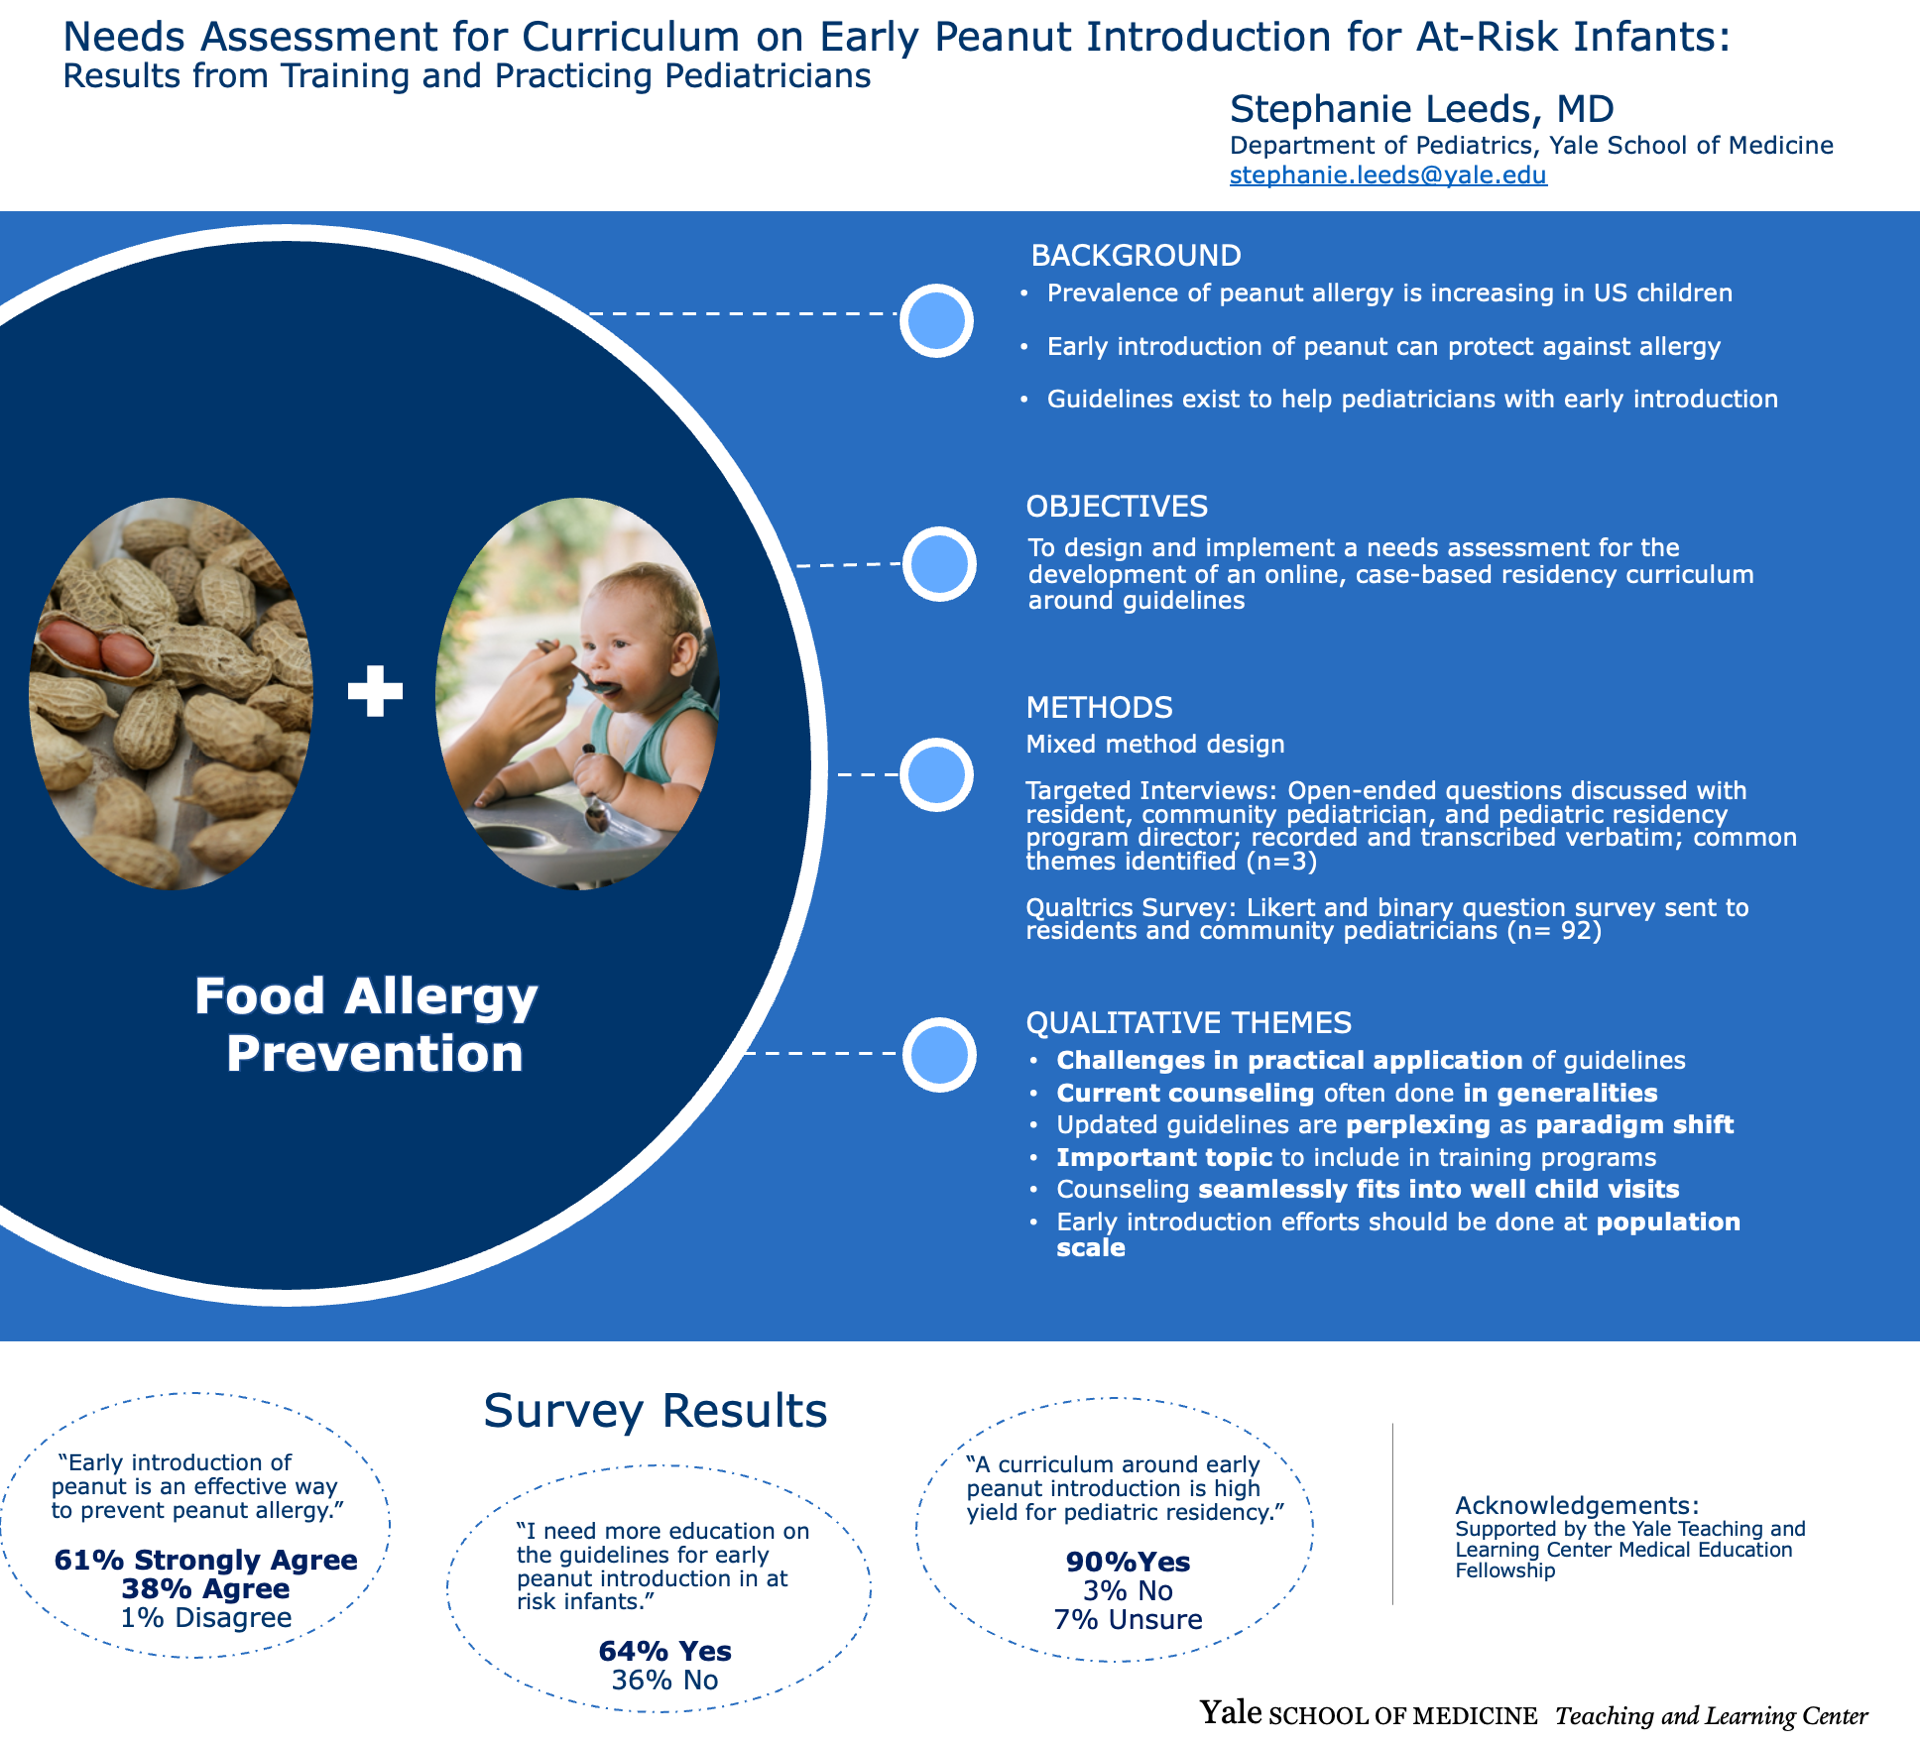 Needs Assessment for Curriculum on Early Peanut Introduction for At-Risk Infants:
Results from Training and Practicing Pediatricians
Stephanie Leeds, MD
Department of Pediatrics, Yale School of Medicine
stephanie.leeds@yale.edu
Food Allergy
Prevention
BACKGROUND
• Prevalence of peanut allergy is increasing in US children
• Early introduction of peanut can protect against allergy
• Guidelines exist to help pediatricians with early introduction
OBJECTIVES
To design and implement a needs assessment for the
development of an online, case-based residency curriculum
around guidelines
METHODS
Mixed method design
Targeted Interviews: Open-ended questions discussed with
resident, community pediatrician, and pediatric residency
program director; recorded and transcribed verbatim; common
themes identified (n=3)
Qualtrics Survey: Likert and binary question survey sent to
residents and community pediatricians (n= 92)
QUALITATIVE THEMES
• Challenges in practical application of guidelines
• Current counseling often done in generalities
• Updated guidelines are perplexing as paradigm shift
• Important topic to include in training programs
• Counseling seamlessly fits into well child visits
• Early introduction efforts should be done at population
scale
Survey Results
“Early introduction of
peanut is an effective way
to prevent peanut allergy.”
61% Strongly Agree
38% Agree
1% Disagree
“I need more education on
the guidelines for early
peanut introduction in at
risk infants.”
64% Yes
36% No
“A curriculum around early
peanut introduction is high
yield for pediatric residency.”
90%Yes
3% No
7% Unsure
Acknowledgements:
Supported by the Yale Teaching and
Learning Center Medical Education
Fellowship
Yale SCHOOL OF MEDICINE Teaching and Learning Center